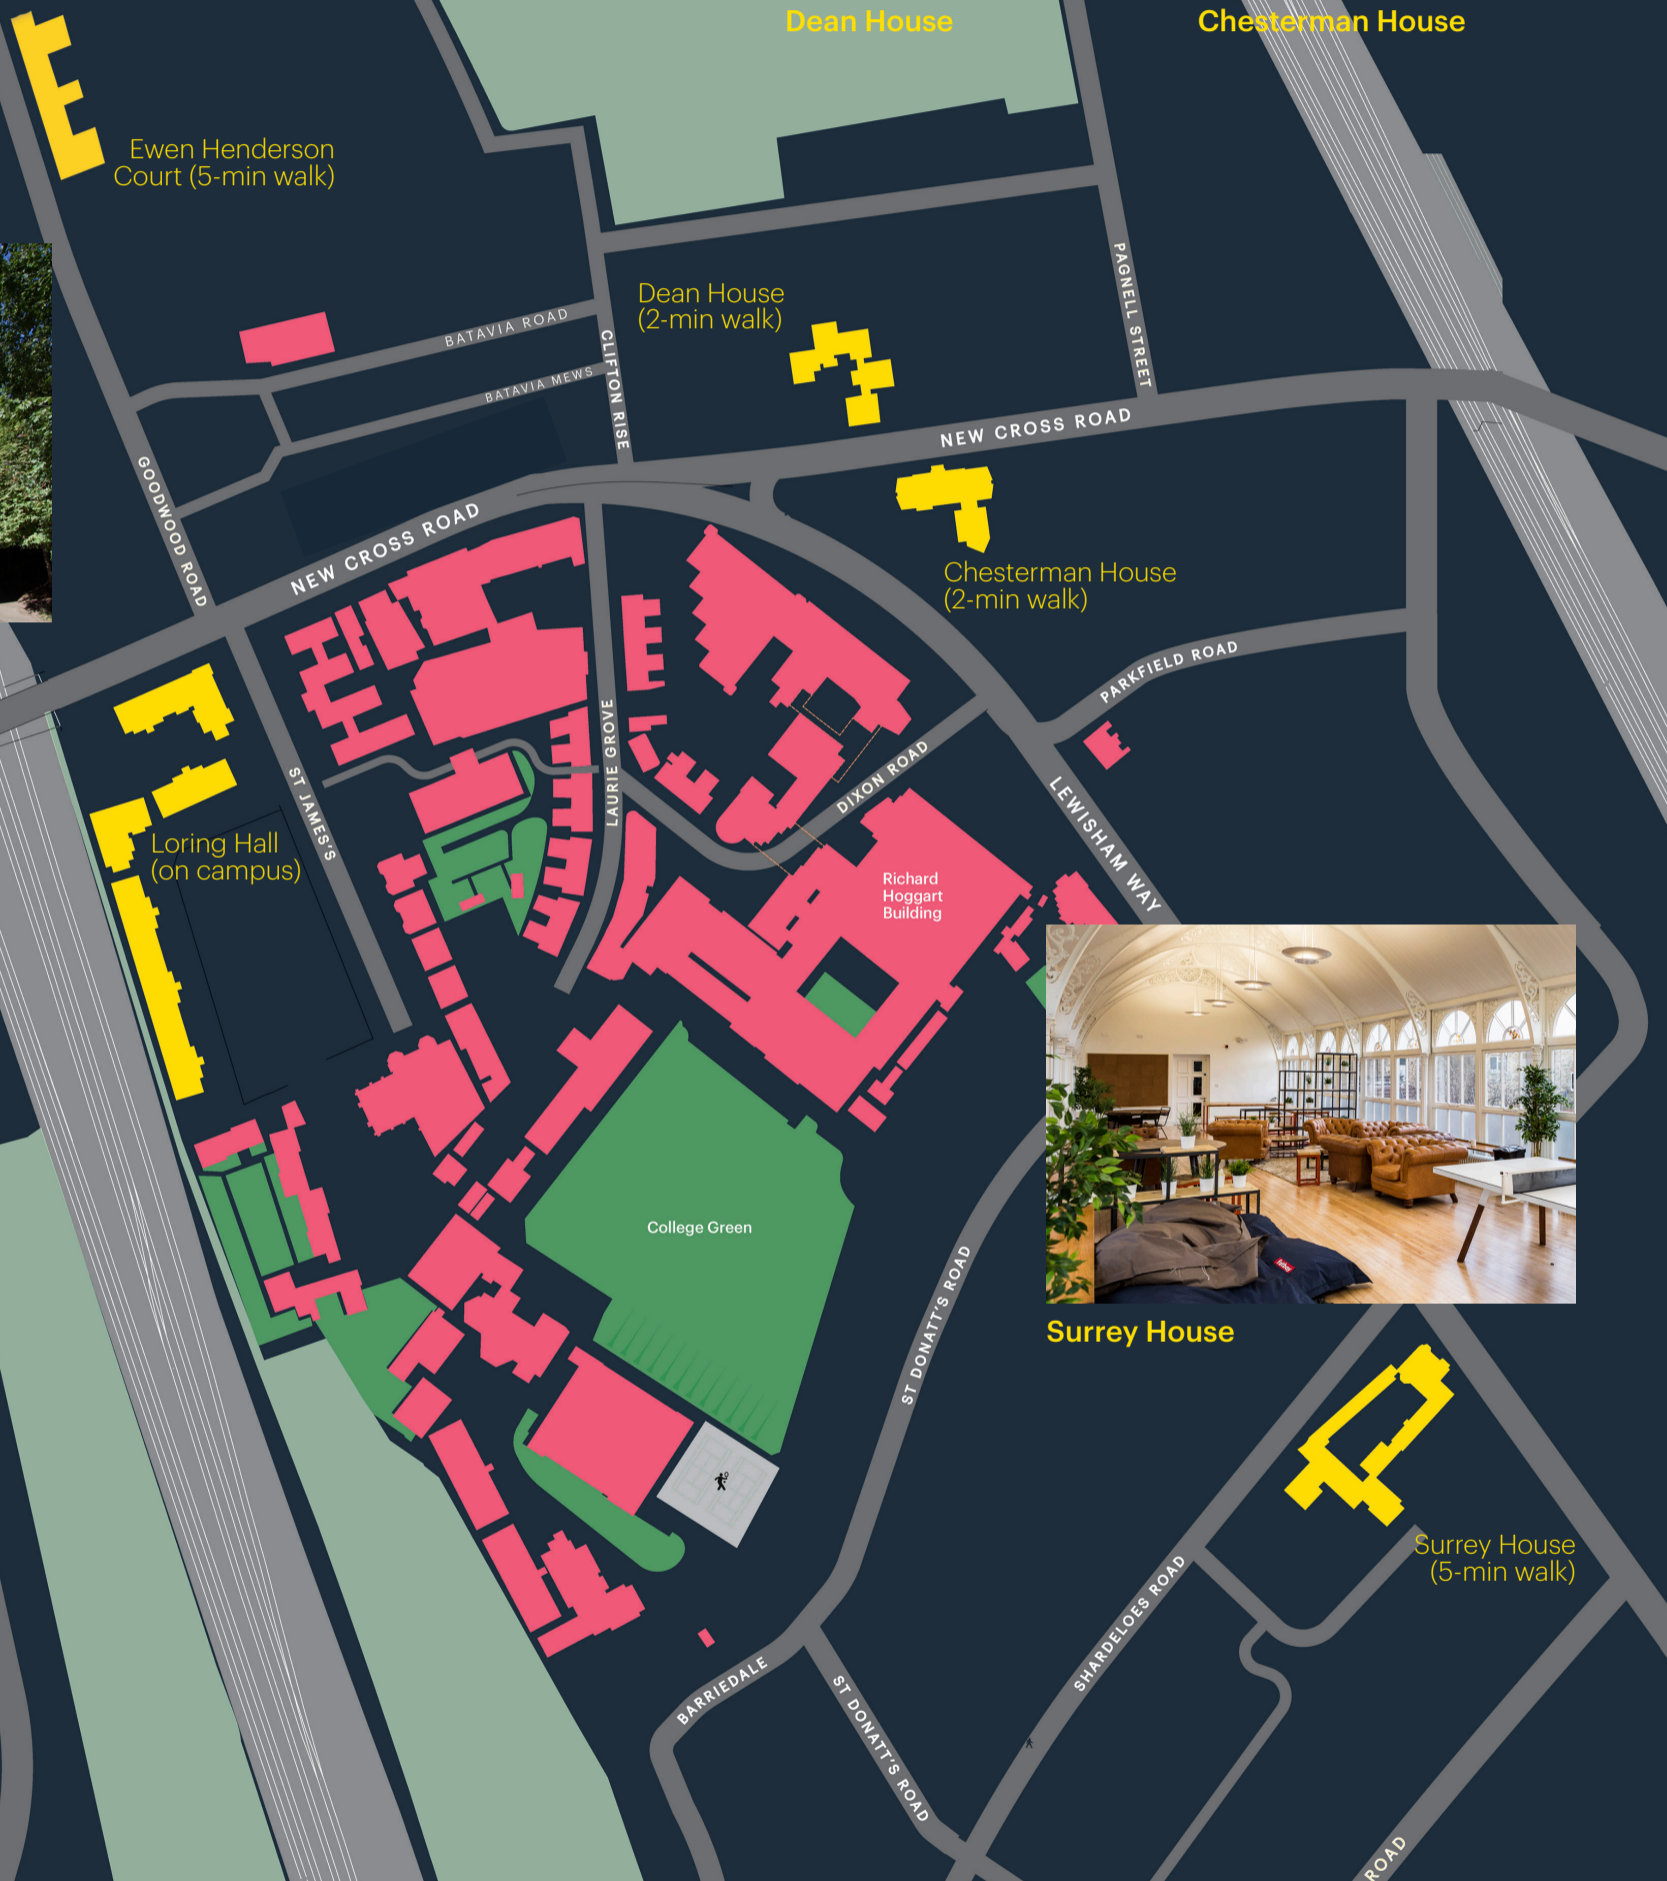 Dean House
Chesterman House
Ewen Henderson
Court (5-min walk)
Dean House
(2-min walk)
PAGNELL STREET
BATAVIA ROAD
BATAVIA MEWS
CLIFTON RISE
NEW CROSS ROAD
GOODWOOD ROAD
NEW CROSS ROAD
Chesterman House
(2-min walk)
PARKFIELD ROAD
LAURIE GROVE
DIXON ROAD
ST JAMES'S
LEWISHAM WAY
Loring Hall
(on campus)
Richard
Hoggart
Building
College Green
ST DONATT'S ROAD
Surrey House
Surrey House
(5-min walk)
SHARDELOES ROAD
BARRIEDALE
ST DONATT'S ROAD
ROAD